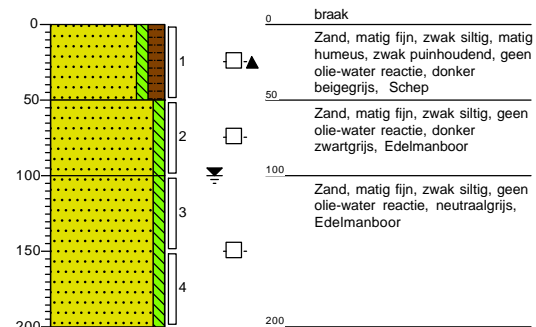 braak
0
0
Zand, matig fijn, zwak siltig, matig
humeus, zwak puinhoudend, geen
olie-water reactie, donker
beigegrijs, Schep
1
50
50
Zand, matig fijn, zwak siltig, geen
olie-water reactie, donker
zwartgrijs, Edelmanboor
2
100
100
Zand, matig fijn, zwak siltig, geen
olie-water reactie, neutraalgrijs,
Edelmanboor
3
150
4
200
200